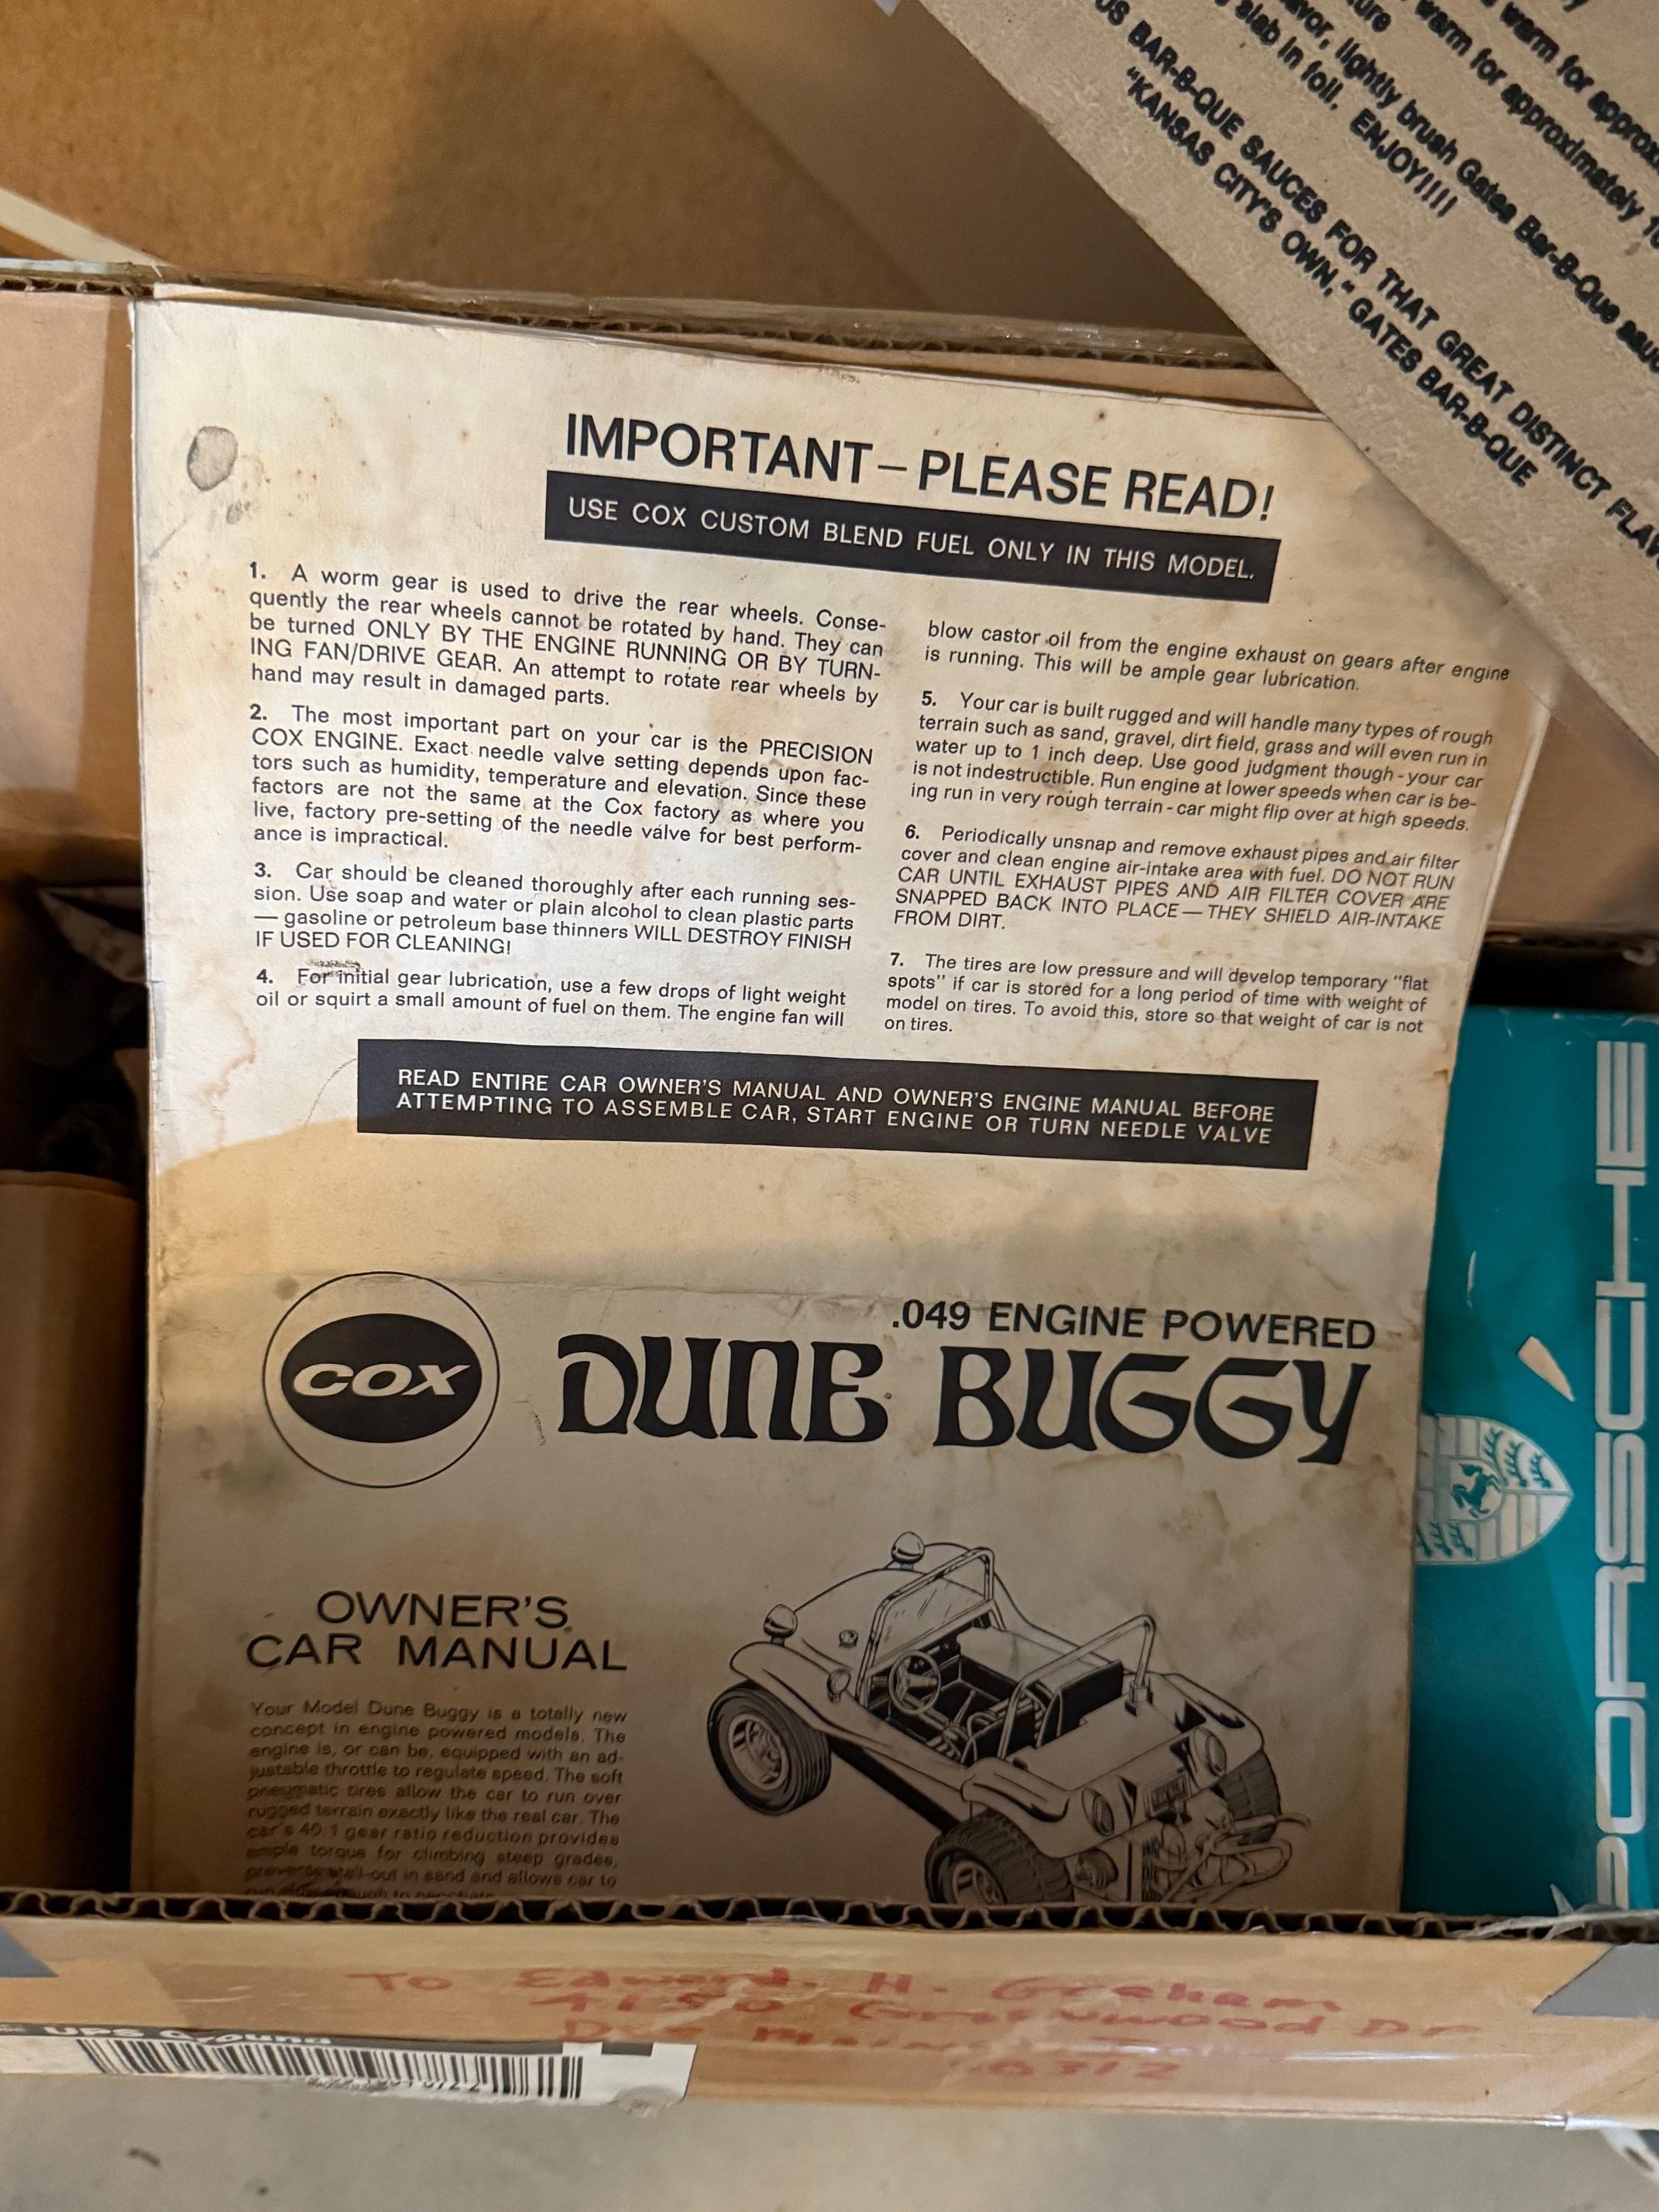 ture
warm for approx
warm for approximately 10
avor, lightly brush Gates Bar-B-Que sauc
slab in foil. ENJOY!!!!
US BAR-B-QUE SAUCES FOR THAT GREAT DISTINCT FLAV
"KANSAS CITY'S OWN," GATES BAR-B-QUE
IMPORTANT – PLEASE READ!
USE COX CUSTOM BLEND FUEL ONLY IN THIS MODEL.
1. A worm gear is used to drive the rear wheels. Conse-
quently the rear wheels cannot be rotated by hand. They can
be turned ONLY BY THE ENGINE RUNNING OR BY TURN-
ING FAN/DRIVE GEAR. An attempt to rotate rear wheels by
hand may result in damaged parts.
2. The most important part on your car is the PRECISION
COX ENGINE. Exact needle valve setting depends upon fac-
tors such as humidity, temperature and elevation. Since these
factors are not the same at the Cox factory as where you
live, factory pre-setting of the needle valve for best perform-
ance is impractical.
3. Car should be cleaned thoroughly after each running ses-
sion. Use soap and water or plain alcohol to clean plastic parts
— gasoline or petroleum base thinners WILL DESTROY FINISH
IF USED FOR CLEANING!
4. For initial gear lubrication, use a few drops of light weight
oil or squirt a small amount of fuel on them. The engine fan will
blow castor oil from the engine exhaust on gears after engine
is running. This will be ample gear lubrication.
5. Your car is built rugged and will handle many types of rough
terrain such as sand, gravel, dirt field, grass and will even run in
water up to 1 inch deep. Use good judgment though - your car
is not indestructible. Run engine at lower speeds when car is be-
ing run in very rough terrain - car might flip over at high speeds.
6. Periodically unsnap and remove exhaust pipes and air filter
cover and clean engine air-intake area with fuel. DO NOT RUN
CAR UNTIL EXHAUST PIPES AND AIR FILTER COVER ARE
SNAPPED BACK INTO PLACE — THEY SHIELD AIR-INTAKE
FROM DIRT.
7. The tires are low pressure and will develop temporary "flat
spots" if car is stored for a long period of time with weight of
model on tires. To avoid this, store so that weight of car is not
on tires.
READ ENTIRE CAR OWNER'S MANUAL AND OWNER'S ENGINE MANUAL BEFORE
ATTEMPTING TO ASSEMBLE CAR, START ENGINE OR TURN NEEDLE VALVE
COX
.049 ENGINE POWERED
DUNE BUGGY
OWNER'S
CAR MANUAL
Your Model Dune Buggy is a totally new
concept in engine powered models. The
engine is, or can be, equipped with an ad-
justable throttle to regulate speed. The soft
pneumatic tires allow the car to run over
rugged terrain exactly like the real car. The
car's 40:1 gear ratio reduction provides
ample torque for climbing steep grades,
prevents stall-out in sand and allows car to
PORSCHE
To Edward H. Graham
4150 Greenwood Dr
Des Moines
UPS Ground